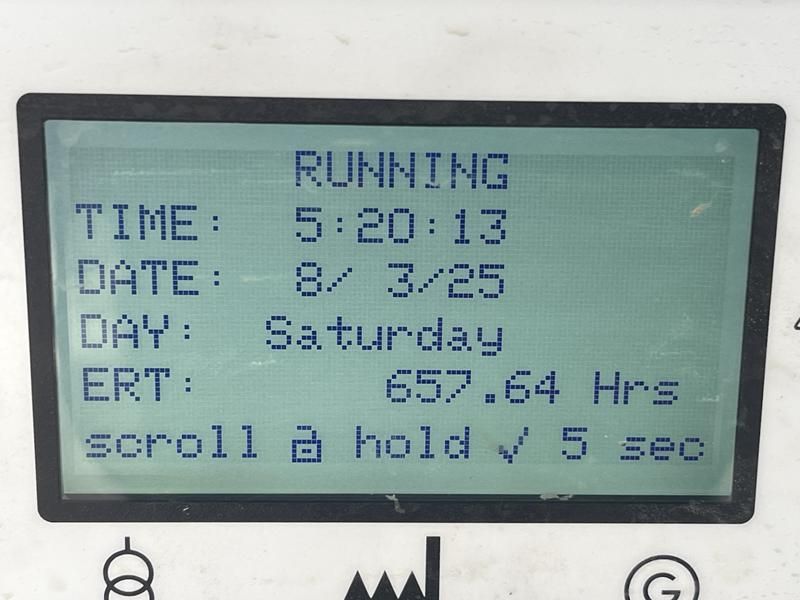 RUNNING
TIME: 5:20:13
DATE: 8/ 3/25
DAY: Saturday
ERT: 657.64 Hrs
scroll hold ✓ 5 sec
G